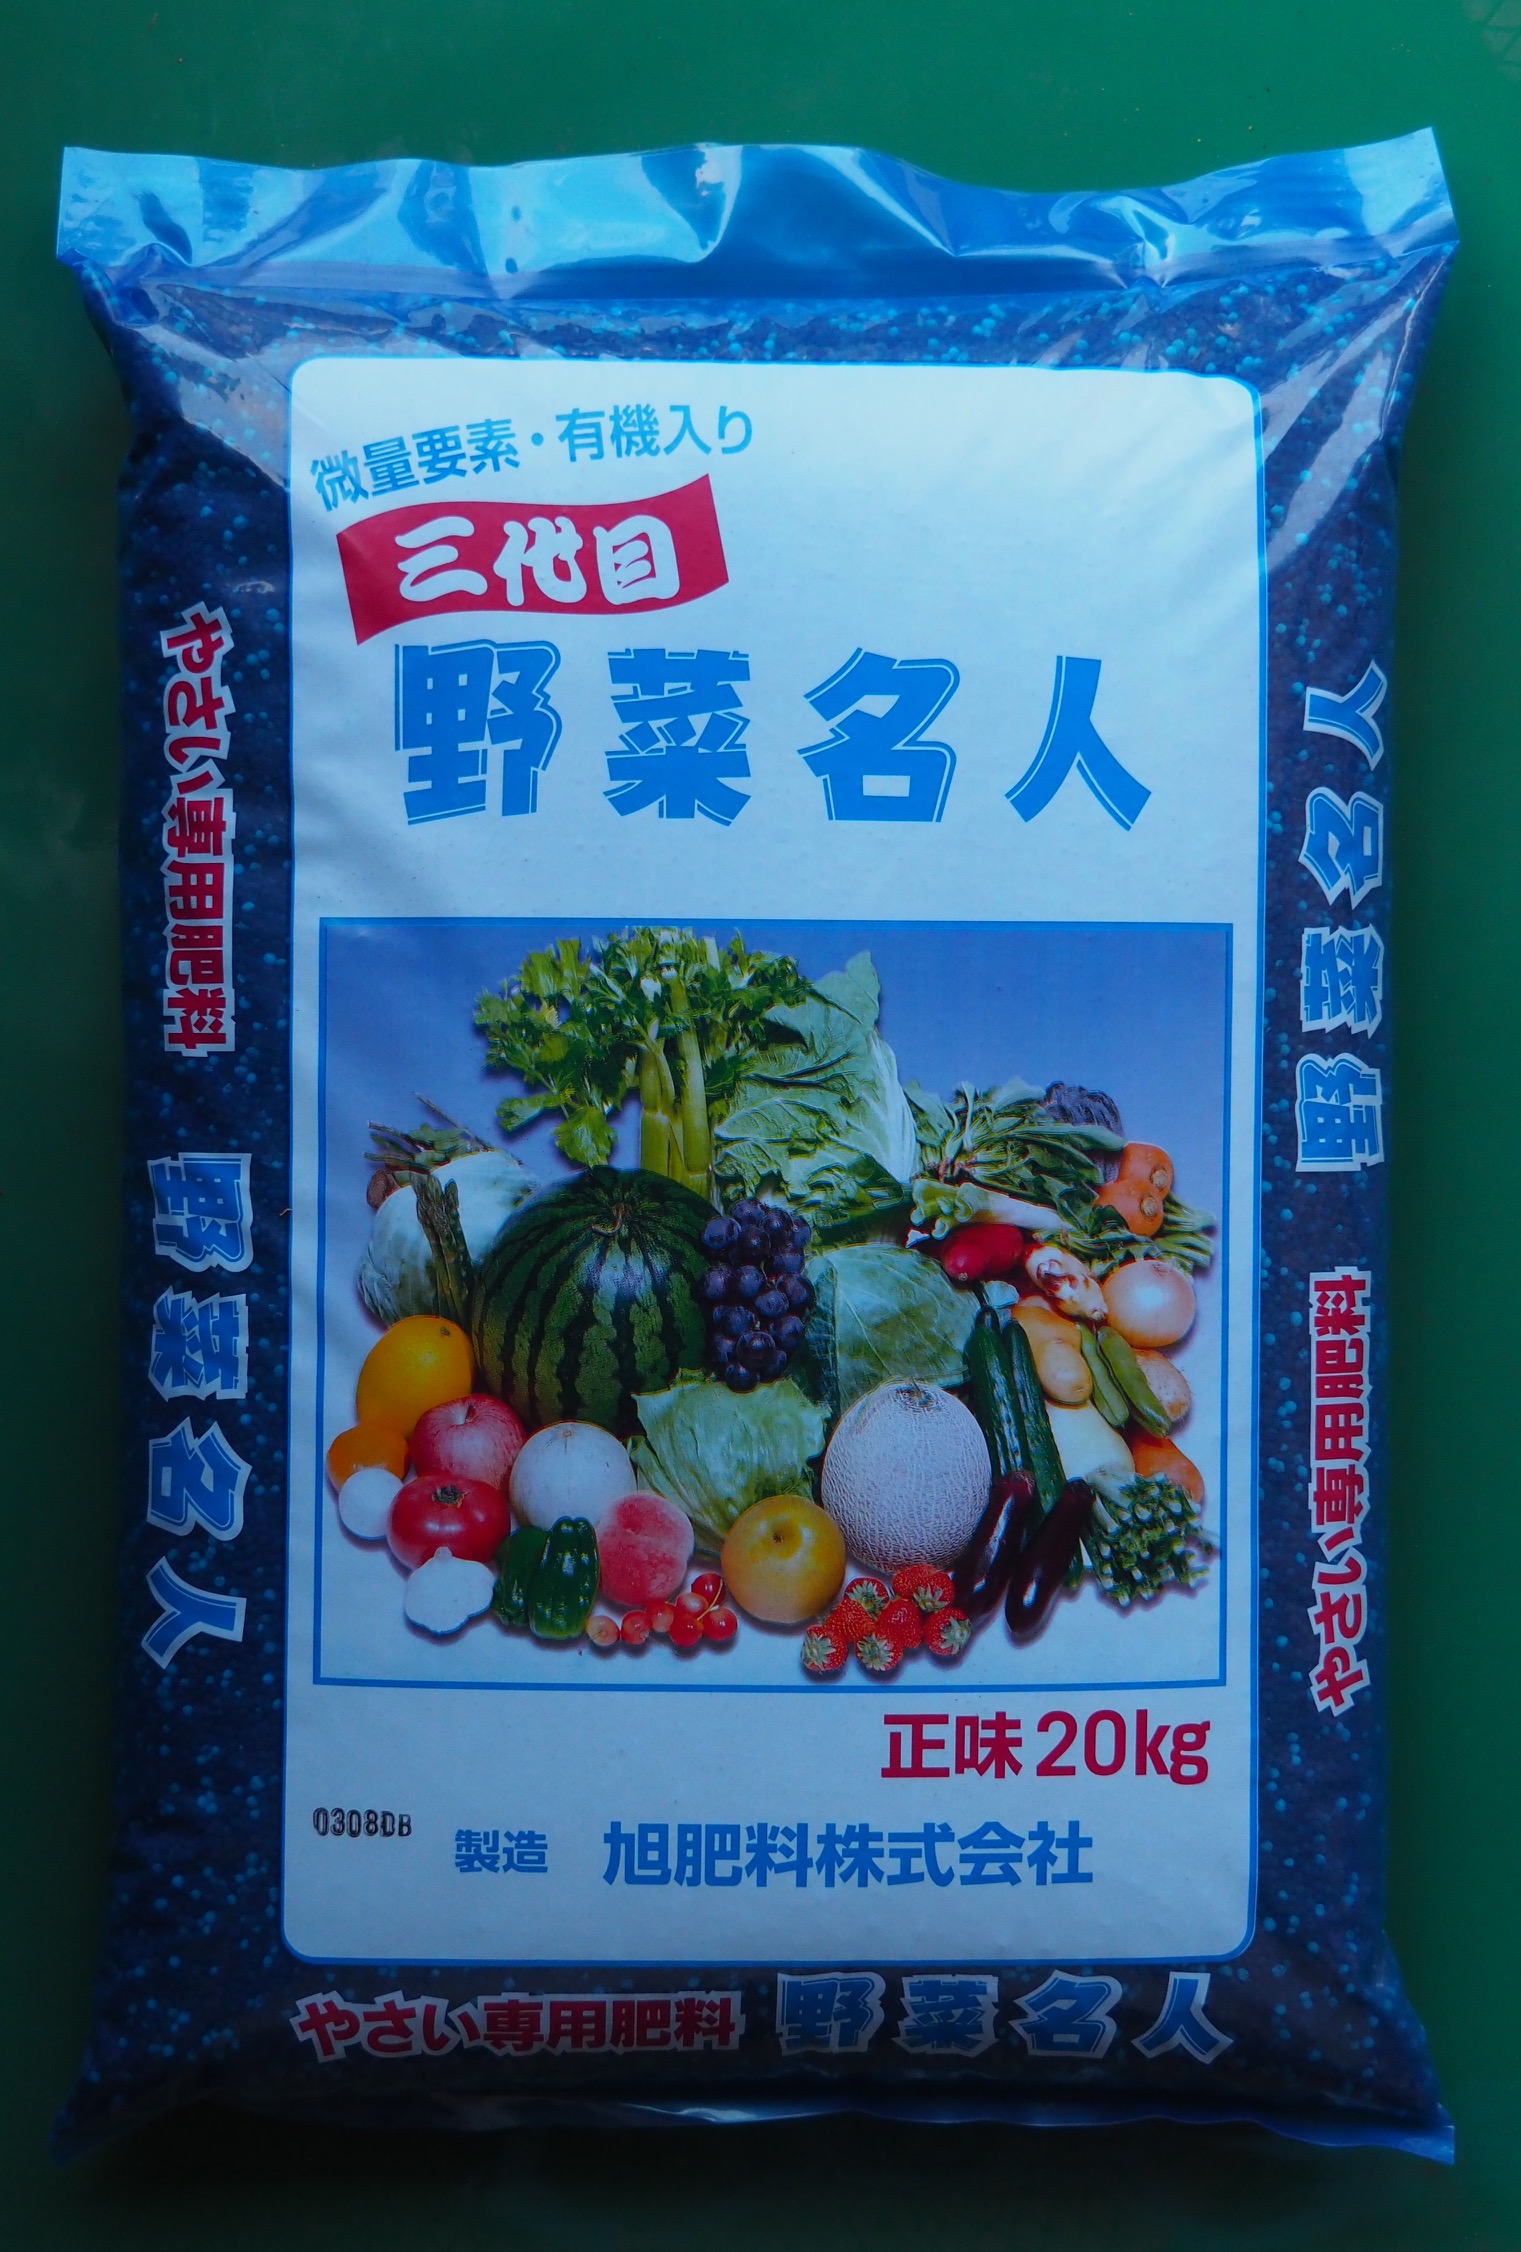 微量要素・有機入り
三代目
野菜名人
正味20kg
0308DB
製造 旭肥料株式会社
やさい専用肥料 野菜名人
やさい専用肥料 野菜名人
やさい専用肥料 野菜名人